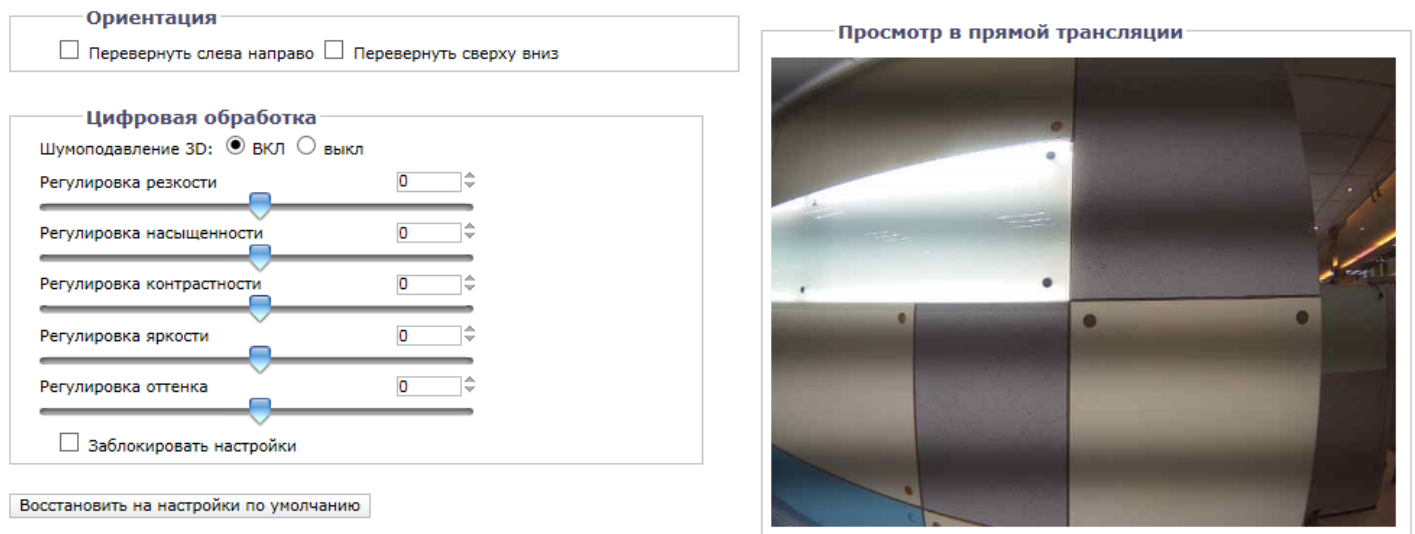 Ориентация
Перевернуть слева направо Перевернуть сверху вниз
Цифровая обработка
Шумоподавление 3D: ВКЛ выкл
Регулировка резкости 0
Регулировка насыщенности 0
Регулировка контрастности 0
Регулировка яркости 0
Регулировка оттенка 0
Заблокировать настройки
Восстановить на настройки по умолчанию
Просмотр в прямой трансляции